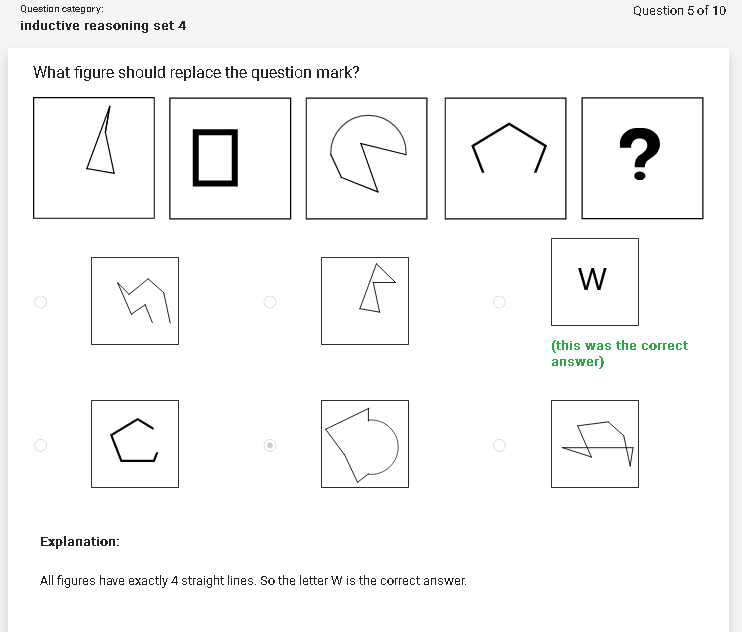 Question category:
Question 5 of 10
inductive reasoning set 4
What figure should replace the question mark?
?
W
(this was the correct
answer)
Explanation:
All figures have exactly 4 straight lines. So the letter W is the correct answer.